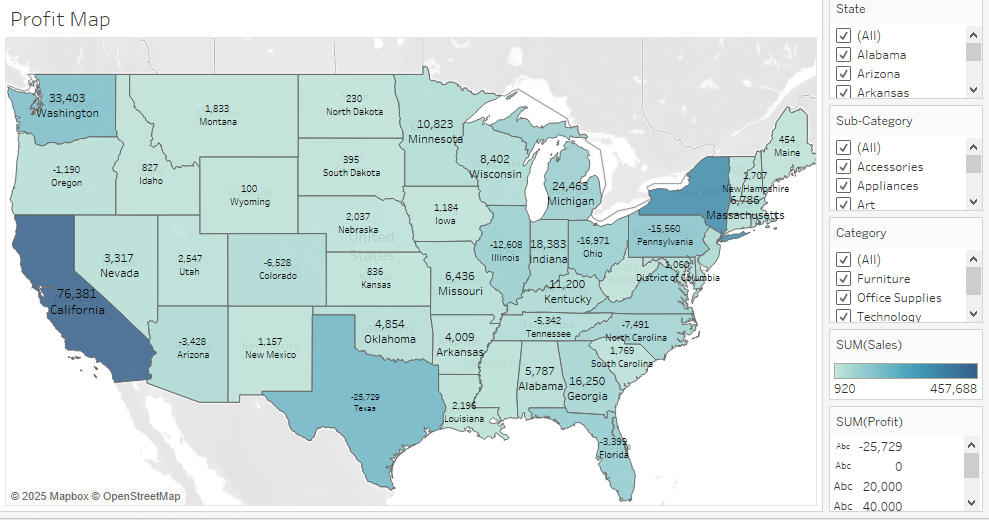 Profit Map
33,403
Washington
1,833
Montana
230
North Dakota
10,823
Minnesota
454
Maine
-1,190
Oregon
827
Idaho
395
South Dakota
8,402
Wisconsin
24,463
Michigan
1,707
New Hampshire
6,786
Massachusetts
100
Wyoming
1,184
Iowa
2,037
Nebraska
-15,560
Pennsylvania
3,317
Nevada
2,547
Utah
-6,528
Colorado
United
States
836
Kansas
6,436
Missouri
-12,608
Illinois
18,383
Indiana
-16,971
Ohio
1,060
District of Columbia
11,200
Kentucky
76,381
California
-3,428
Arizona
1,157
New Mexico
4,854
Oklahoma
4,009
Arkansas
-5,342
Tennessee
-7,491
North Carolina
1,769
South Carolina
-25,729
Texas
2,196
Louisiana
5,787
Alabama
16,250
Georgia
-3,399
Florida
© 2025 Mapbox © OpenStreetMap
State
(All)
Alabama
Arizona
Arkansas
Sub-Category
(All)
Accessories
Appliances
Art
Category
(All)
Furniture
Office Supplies
Technology
SUM(Sales)
920 457,688
SUM(Profit)
Abc -25,729
Abc 0
Abc 20,000
Abc 40,000